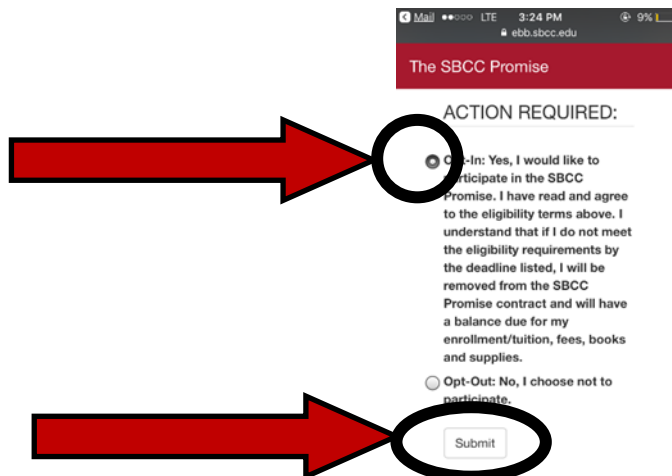 Mail LTE 3:24 PM 9%
ebb.sbcc.edu
The SBCC Promise
ACTION REQUIRED:
Opt-In: Yes, I would like to
participate in the SBCC
Promise. I have read and agree
to the eligibility terms above. I
understand that if I do not meet
the eligibility requirements by
the deadline listed, I will be
removed from the SBCC
Promise contract and will have
a balance due for my
enrollment/tuition, fees, books
and supplies.
Opt-Out: No, I choose not to
participate.
Submit